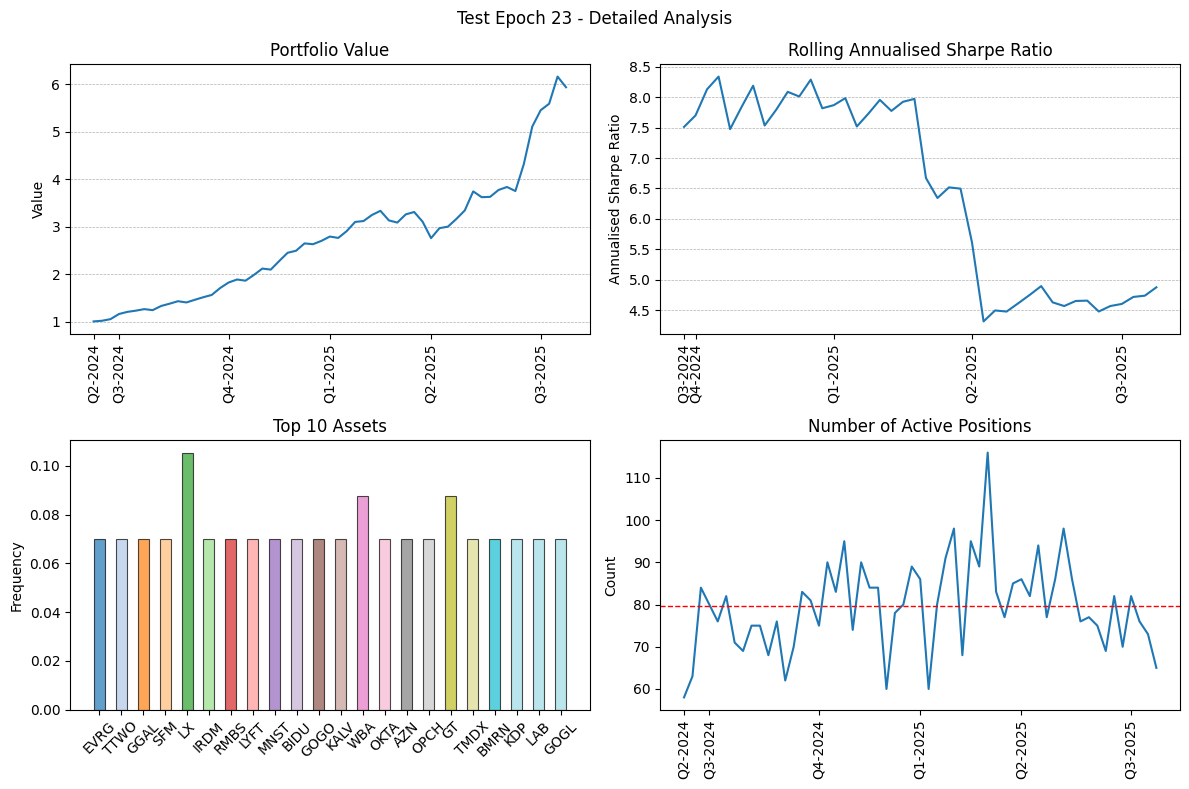 Test Epoch 23 - Detailed Analysis
Portfolio Value
Value
6
5
4
3
2
1
Q2-2024
Q3-2024
Q4-2024
Q1-2025
Q2-2025
Q3-2025
Rolling Annualised Sharpe Ratio
Annualised Sharpe Ratio
8.5
8.0
7.5
7.0
6.5
6.0
5.5
5.0
4.5
Q3-2024
Q4-2024
Q1-2025
Q2-2025
Q3-2025
Top 10 Assets
Frequency
0.10
0.08
0.06
0.04
0.02
0.00
EVRG
TTWO
GGAL
SFM
LX
IRDM
RMBS
LYFT
MNST
BIDU
GOGO
KALV
WBA
OKTA
AZN
OPCH
GT
TMDX
BMRN
KDP
LAB
GOGL
Number of Active Positions
Count
110
100
90
80
70
60
Q2-2024
Q3-2024
Q4-2024
Q1-2025
Q2-2025
Q3-2025